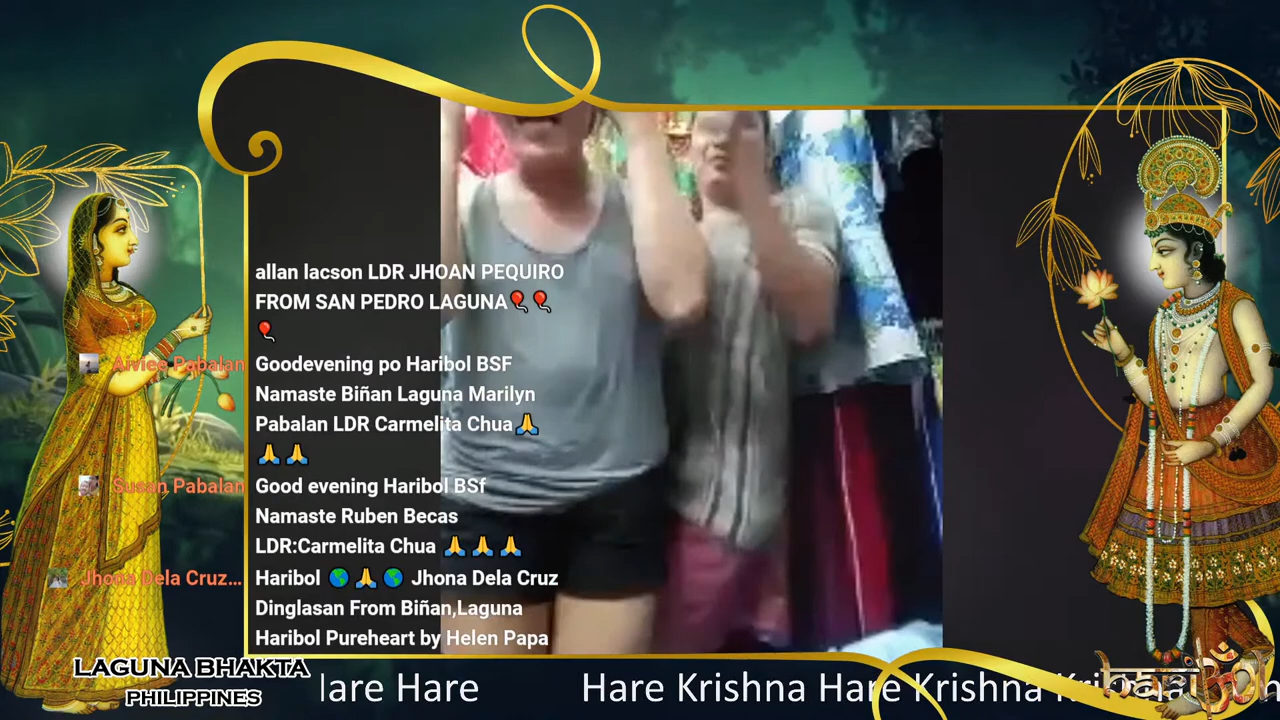 allan lacson LDR JHOAN PEQUIRO
FROM SAN PEDRO LAGUNA🎈🎈
🎈
Aiviee Pabalan Goodevening po Haribol BSF
Namaste Biñan Laguna Marilyn
Pabalan LDR Carmelita Chua🙏
🙏🙏
Susan Pabalan Good evening Haribol BSf
Namaste Ruben Becas
LDR:Carmelita Chua 🙏🙏🙏
Jhona Dela Cruz... Haribol 🌎🙏🌎 Jhona Dela Cruz
Dinglasan From Biñan,Laguna
Haribol Pureheart by Helen Papa
LAGUNA BHAKTA
PHILIPPINES
Hare Hare Hare Krishna Hare Krishna